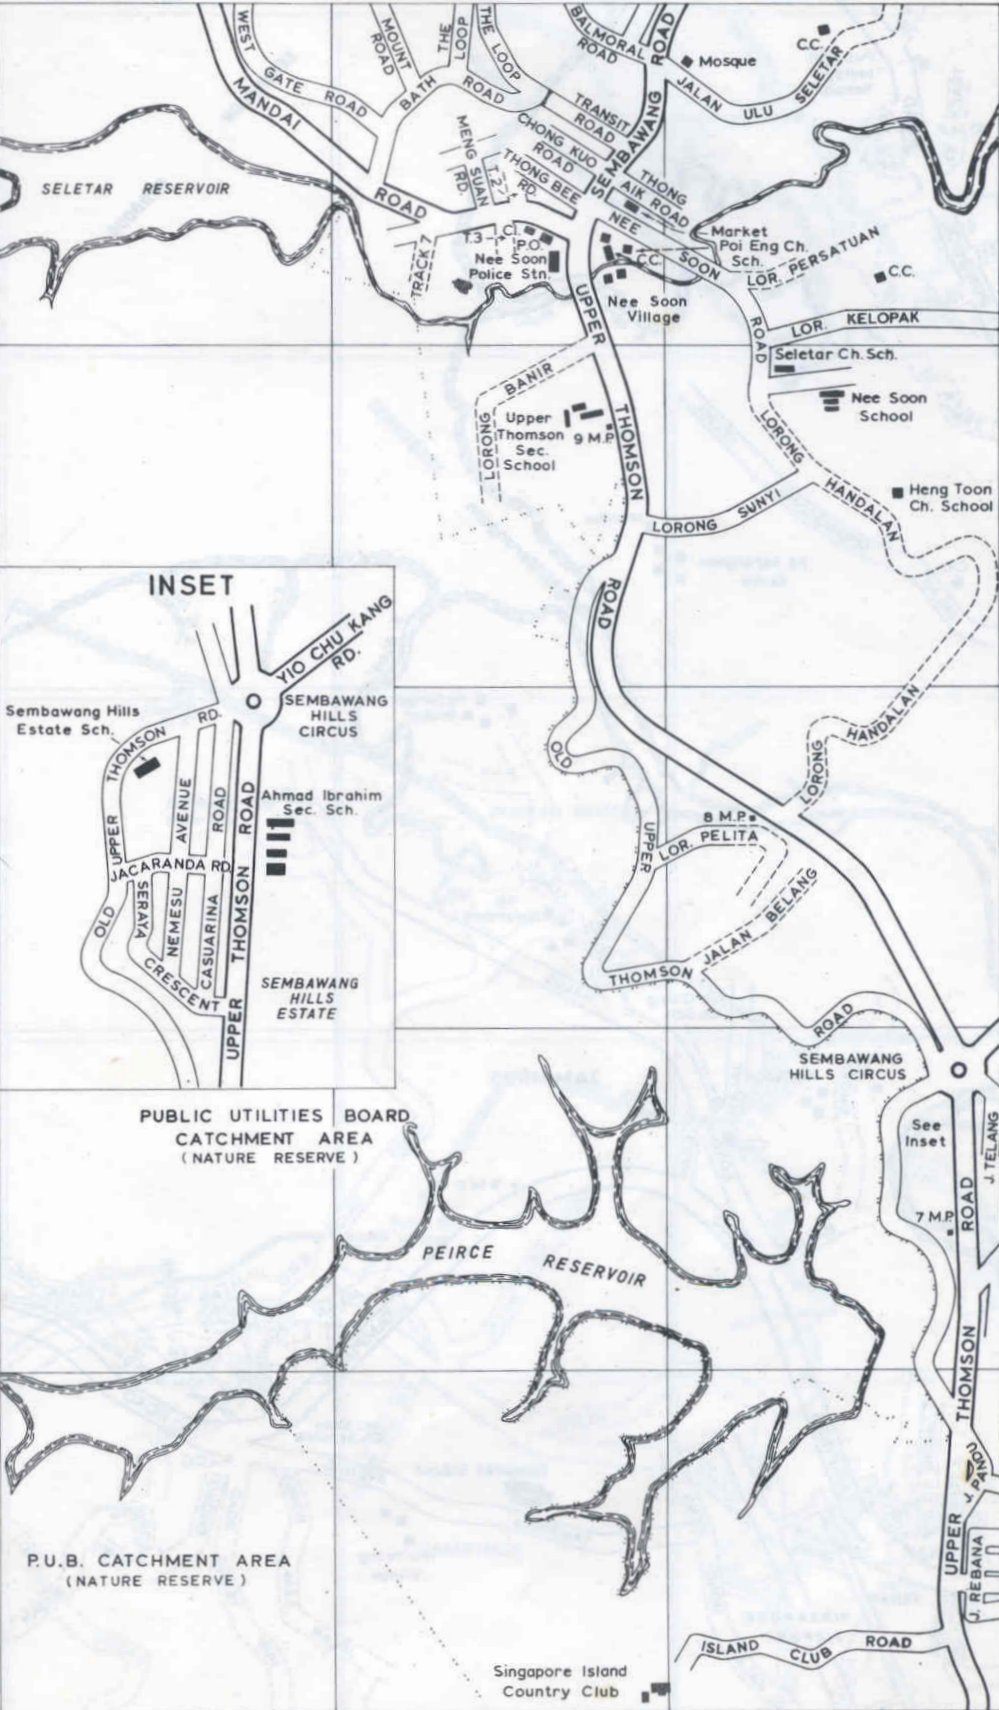 WEST
GATE ROAD
MOUNT
ROAD
THE
LOOP
THE LOOP
BATH ROAD
BALMORAL
ROAD
SEMBAWANG ROAD
Mosque
C.C.
JALAN ULU SELETAR
MANDAI ROAD
TRANSIT
ROAD
CHONG KUO
ROAD
THONG BEE
RD.
MENG SUAN
RD.
T.27
THONG
AIK ROAD
SELETAR RESERVOIR
TRACK 7
T.3
C.I.
P.O.
Nee Soon
Police Stn.
NEE SOON ROAD
Market
Poi Eng Ch.
Sch.
C.C.
LOR. PERSATUAN
C.C.
Nee Soon
Village
LOR. KELOPAK
Seletar Ch. Sch.
Nee Soon
School
UPPER THOMSON ROAD
LORONG BANIR
Upper
Thomson
Sec.
School
9 M.P.
LORONG HANDALAN
Heng Toon
Ch. School
LORONG SUNYI
INSET
YIO CHU KANG
RD.
SEMBAWANG
HILLS
CIRCUS
Sembawang Hills
Estate Sch.
OLD UPPER THOMSON RD.
Ahmad Ibrahim
Sec. Sch.
JACARANDA RD
SERAYA CRESCENT
NEMESU AVENUE
CASUARINA ROAD
UPPER THOMSON ROAD
SEMBAWANG
HILLS
ESTATE
LORONG HANDALAN
OLD UPPER THOMSON ROAD
8 M.P.
LOR. PELITA
JALAN BELANG
SEMBAWANG
HILLS CIRCUS
See
Inset
J. TELANG
7 M.P.
PUBLIC UTILITIES BOARD
CATCHMENT AREA
(NATURE RESERVE)
PEIRCE RESERVOIR
UPPER THOMSON ROAD
J. PANDU
J. REBANA
P.U.B. CATCHMENT AREA
(NATURE RESERVE)
ISLAND CLUB ROAD
Singapore Island
Country Club